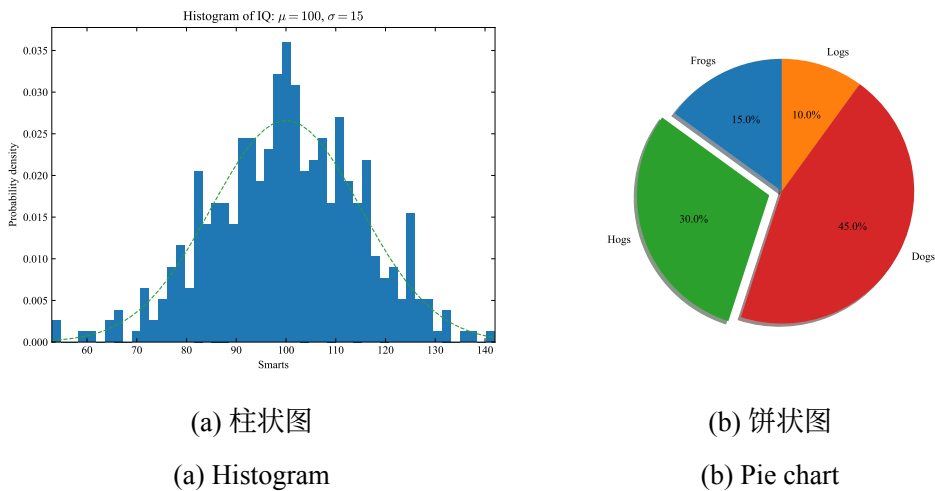 Histogram of IQ: μ = 100, σ = 15
Probability density
0.035
0.030
0.025
0.020
0.015
0.010
0.005
0.000
60 70 80 90 100 110 120 130 140
Smarts
Logs
Frogs
10.0%
15.0%
30.0%
45.0%
Hogs
Dogs
(a) 柱状图
(b) 饼状图
(a) Histogram
(b) Pie chart